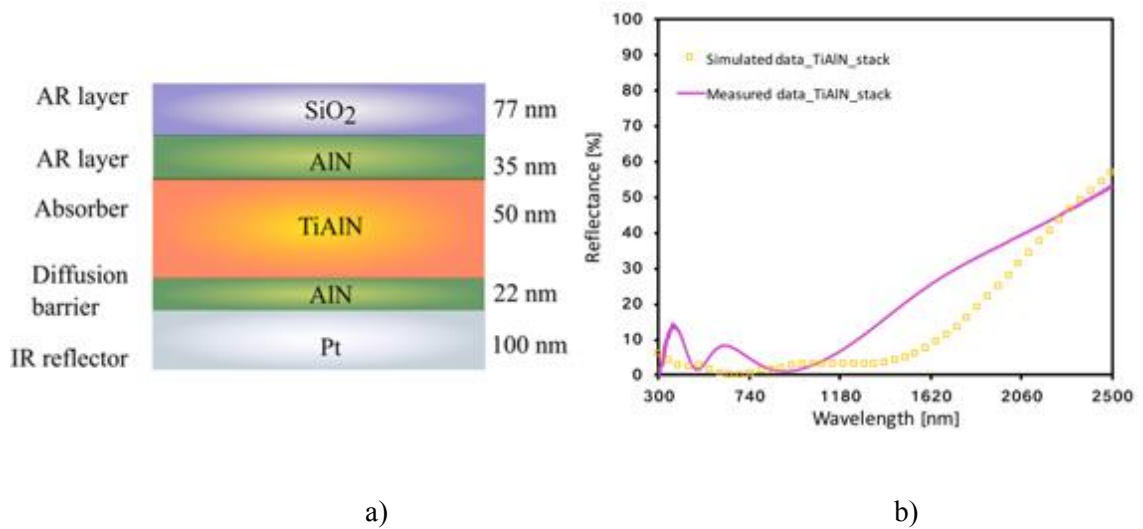 AR layer
SiO2
77 nm
AR layer
AlN
35 nm
Absorber
TiAlN
50 nm
Diffusion
barrier
AlN
22 nm
IR reflector
Pt
100 nm
100
90
80
70
60
50
40
30
20
10
0
Reflectance [%]
Simulated data_TiAlN_stack
Measured data_TiAlN_stack
300
740
1180
1620
2060
2500
Wavelength [nm]
a)
b)